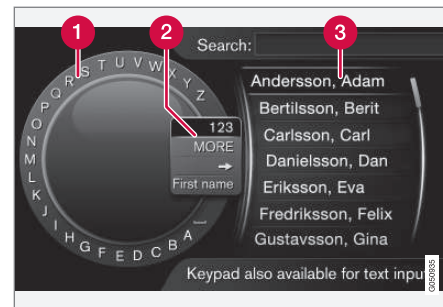 1
2
3
Search:
A B C D E F G H I J K L M N O P Q R S T U V W X Y Z
123
MORE
➞
First name
Andersson, Adam
Bertilsson, Berit
Carlsson, Carl
Danielsson, Dan
Eriksson, Eva
Fredriksson, Felix
Gustavsson, Gina
Keypad also available for text input
G050935